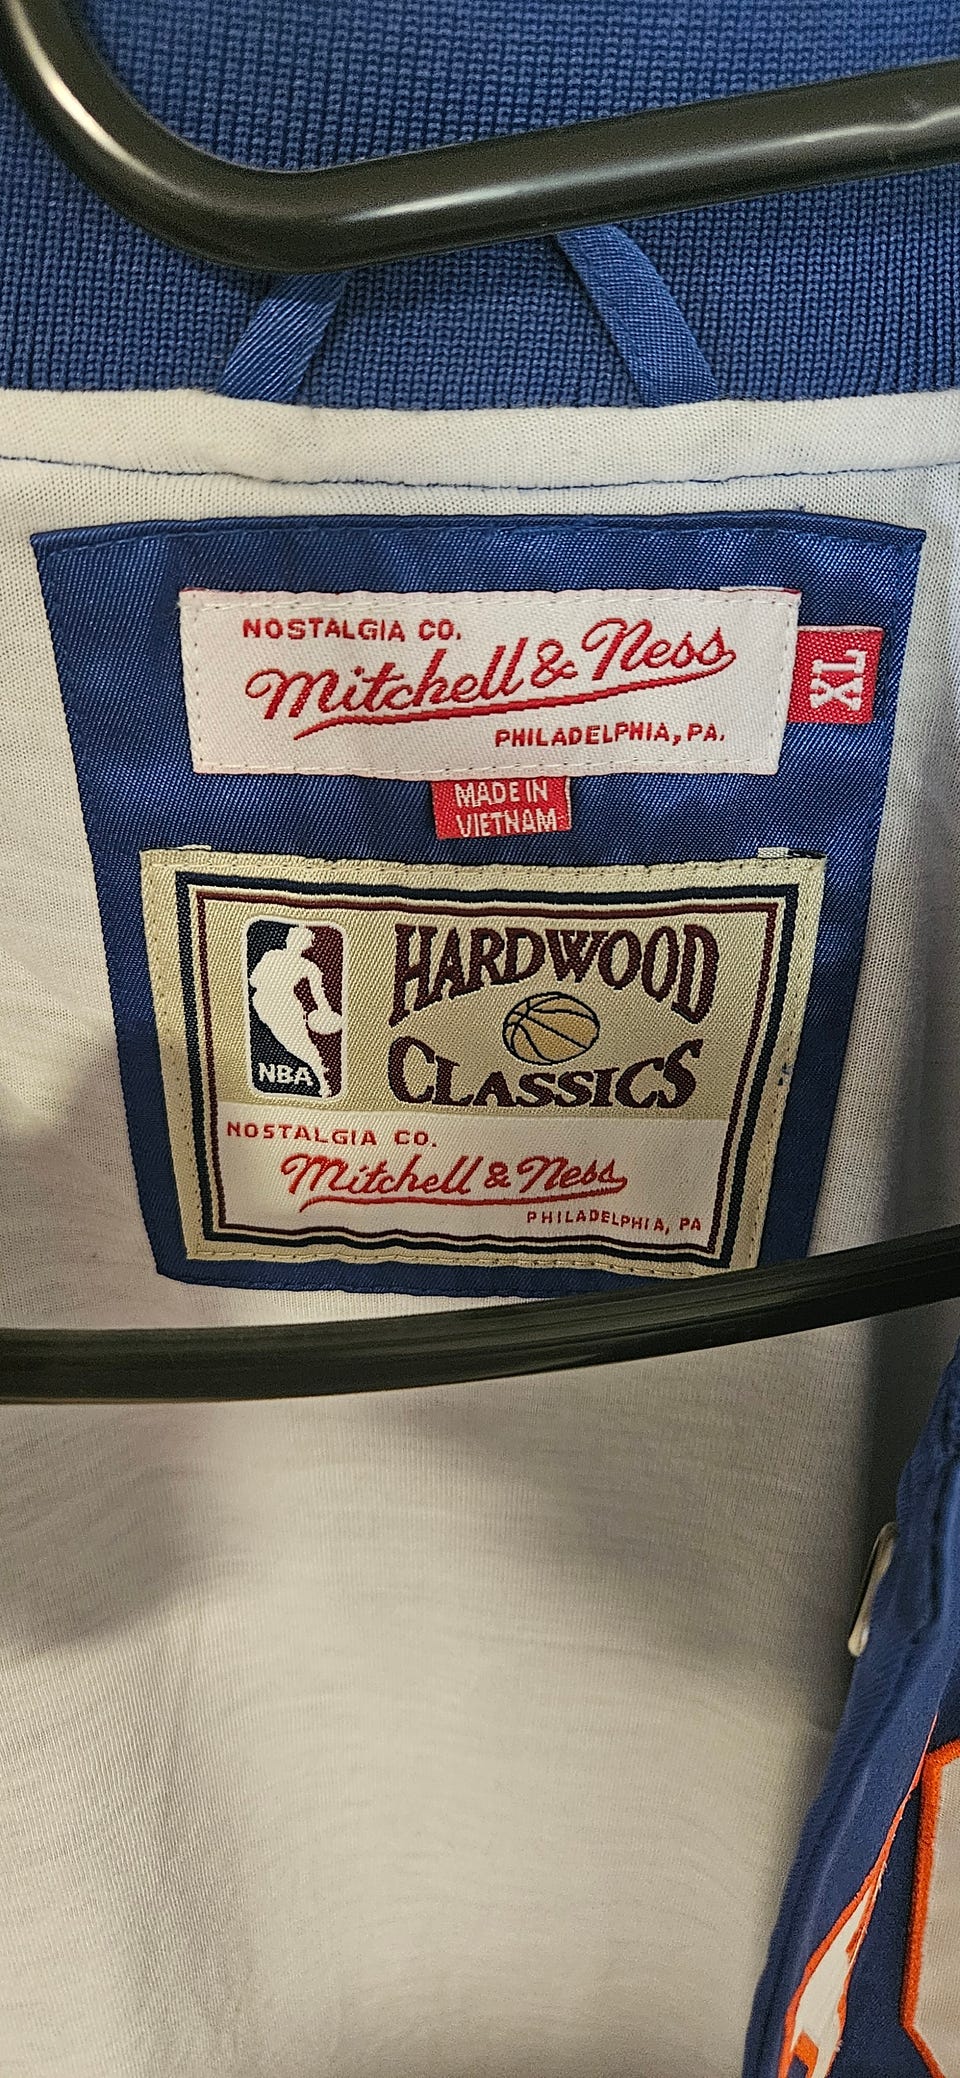 NOSTALGIA CO.
Mitchell & Ness
PHILADELPHIA, PA.
XL
MADE IN
VIETNAM
HARDWOOD
CLASSICS
NBA
NOSTALGIA CO.
Mitchell & Ness
PHILADELPHIA, PA